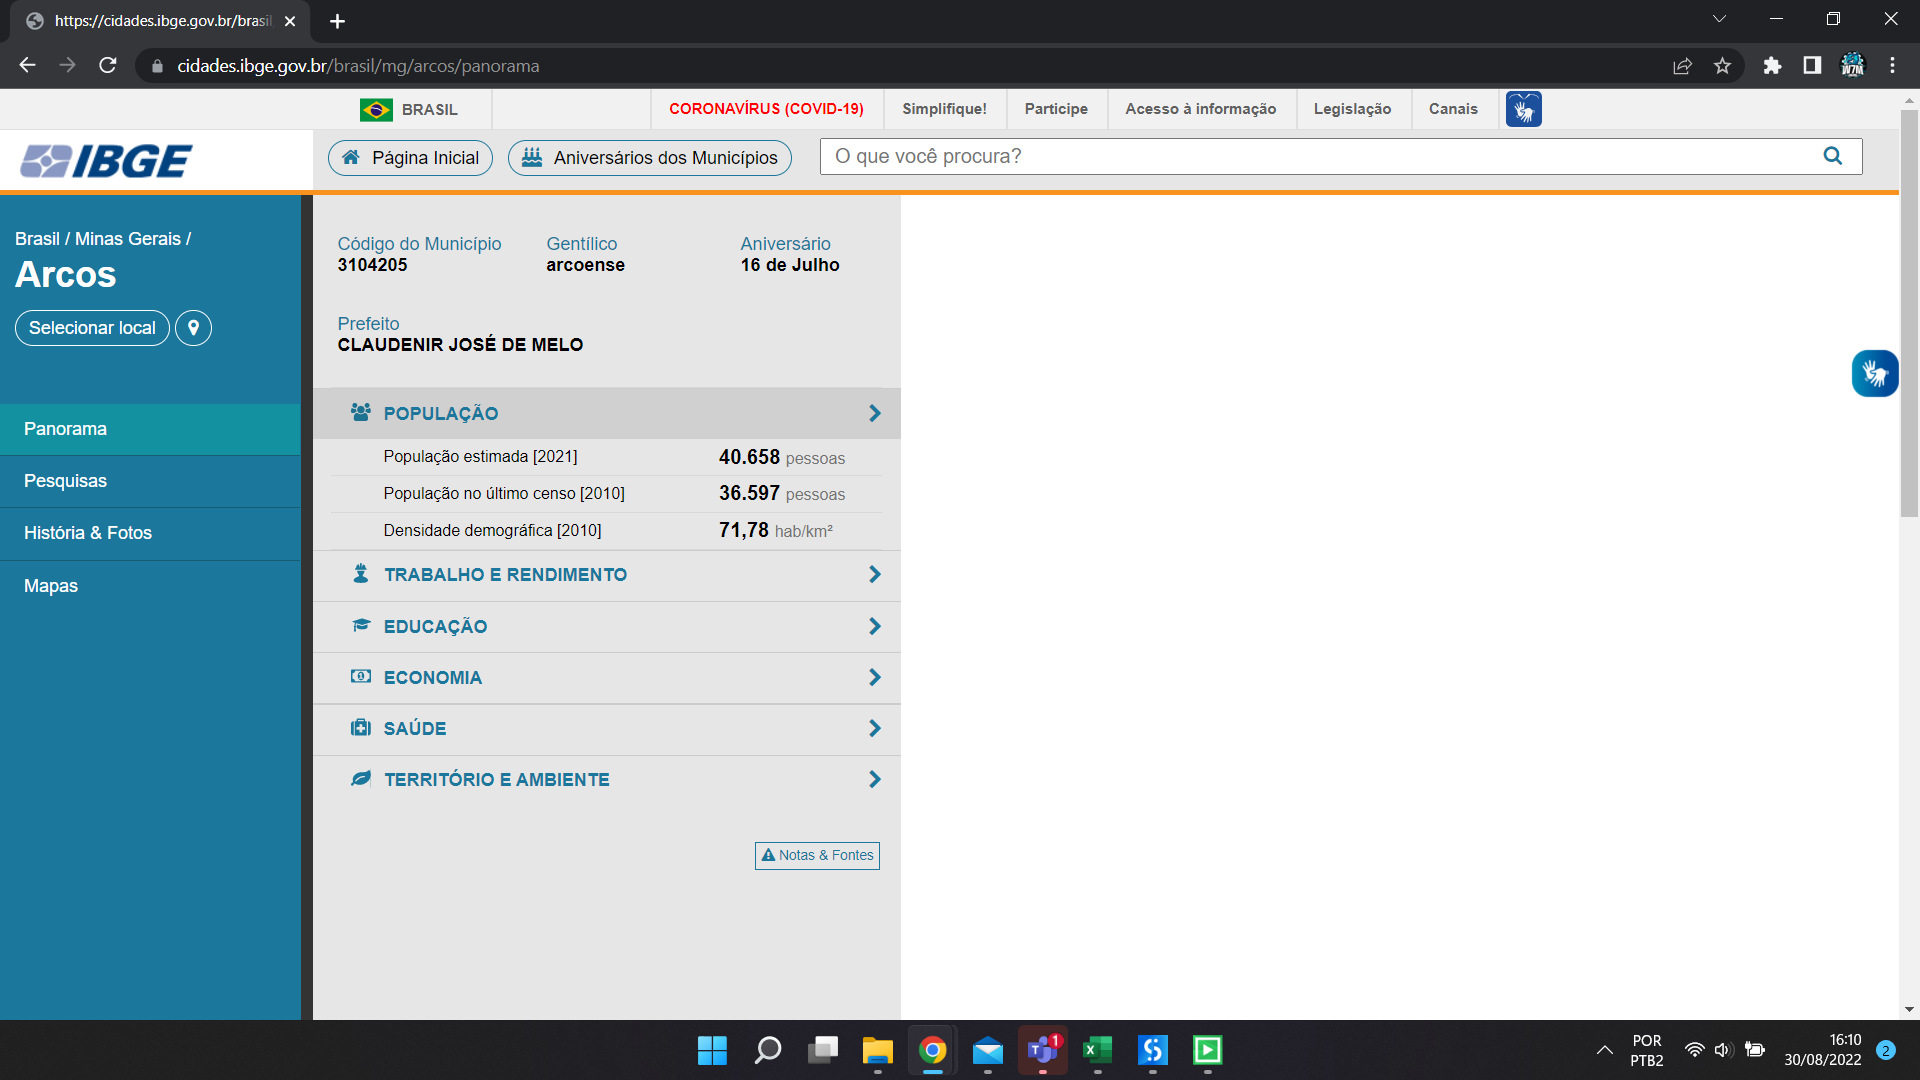 https://cidades.ibge.gov.br/brasil
cidades.ibge.gov.br/brasil/mg/arcos/panorama
BRASIL
CORONAVÍRUS (COVID-19)
Simplifique!
Participe
Acesso à informação
Legislação
Canais
IBGE
Página Inicial
Aniversários dos Municípios
O que você procura?
Brasil / Minas Gerais /
Arcos
Selecionar local
Panorama
Pesquisas
História & Fotos
Mapas
Código do Município
3104205
Gentílico
arcoense
Aniversário
16 de Julho
Prefeito
CLAUDENIR JOSÉ DE MELO
POPULAÇÃO
População estimada [2021] 40.658 pessoas
População no último censo [2010] 36.597 pessoas
Densidade demográfica [2010] 71,78 hab/km²
TRABALHO E RENDIMENTO
EDUCAÇÃO
ECONOMIA
SAÚDE
TERRITÓRIO E AMBIENTE
Notas & Fontes
1
POR
PTB2
16:10
30/08/2022
2